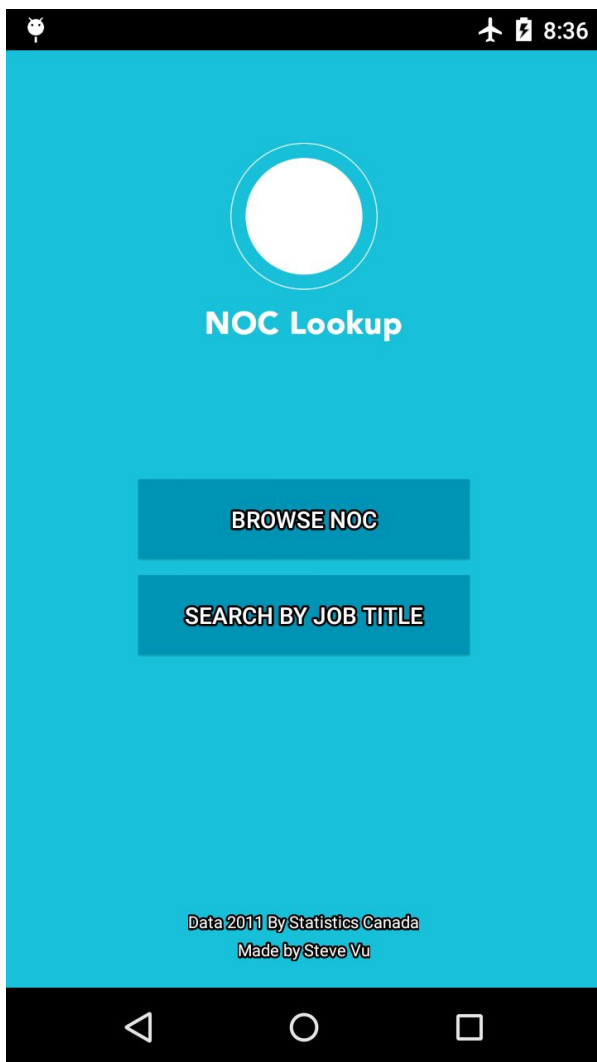 8:36
NOC Lookup
BROWSE NOC
SEARCH BY JOB TITLE
Data 2011 By Statistics Canada
Made by Steve Vu